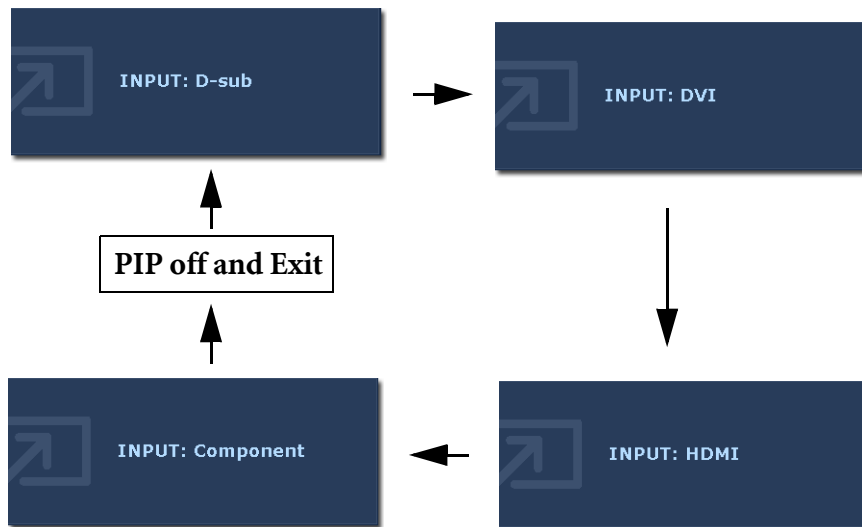 INPUT: D-sub
INPUT: DVI
PIP off and Exit
INPUT: Component
INPUT: HDMI